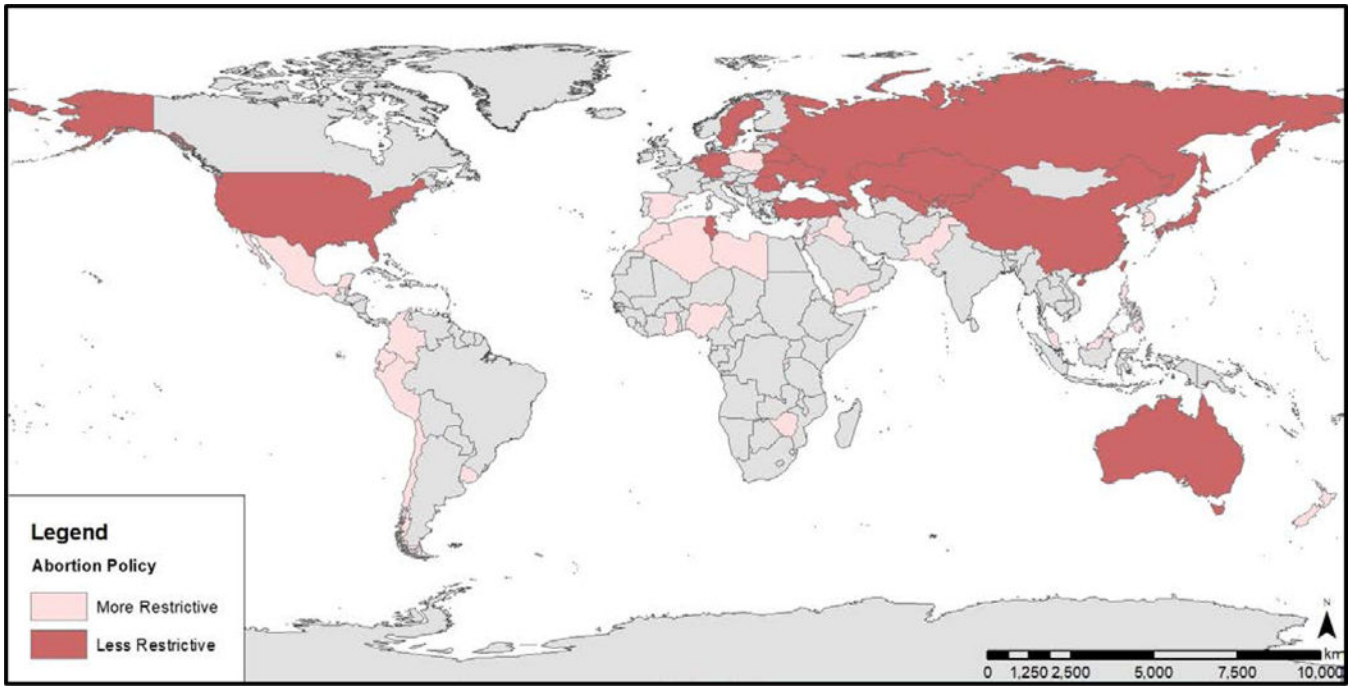 Legend
Abortion Policy
More Restrictive
Less Restrictive
N
km
0 1,250 2,500 5,000 7,500 10,000